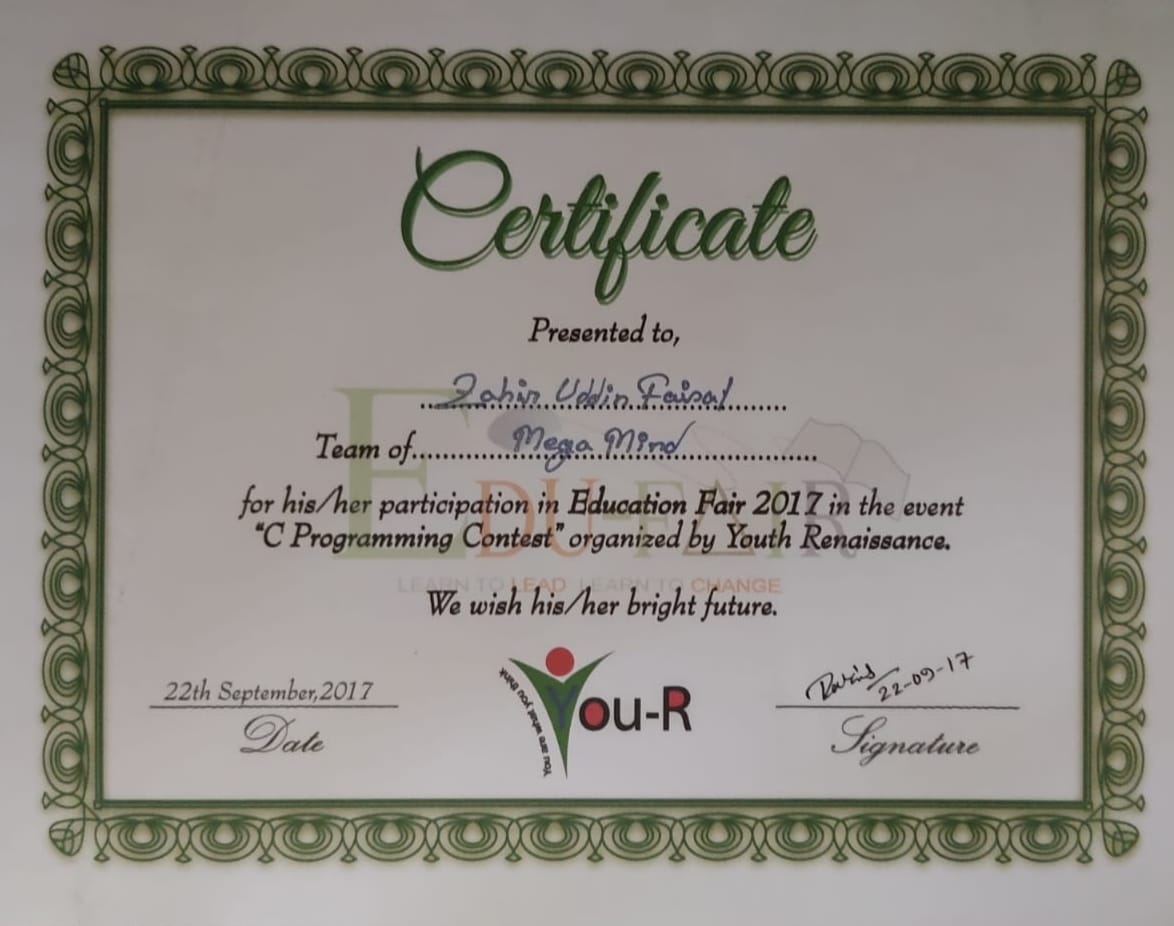 Certificate
Presented to,
Zahir Uddin Faisal
Team of Mega Mind
for his/her participation in Education Fair 2017 in the event
"C Programming Contest" organized by Youth Renaissance.
EDU-FAIR
LEARN TO LEAD LEARN TO CHANGE
We wish his/her bright future.
22th September,2017
Date
You-R
You are what you think
22-09-17
Signature